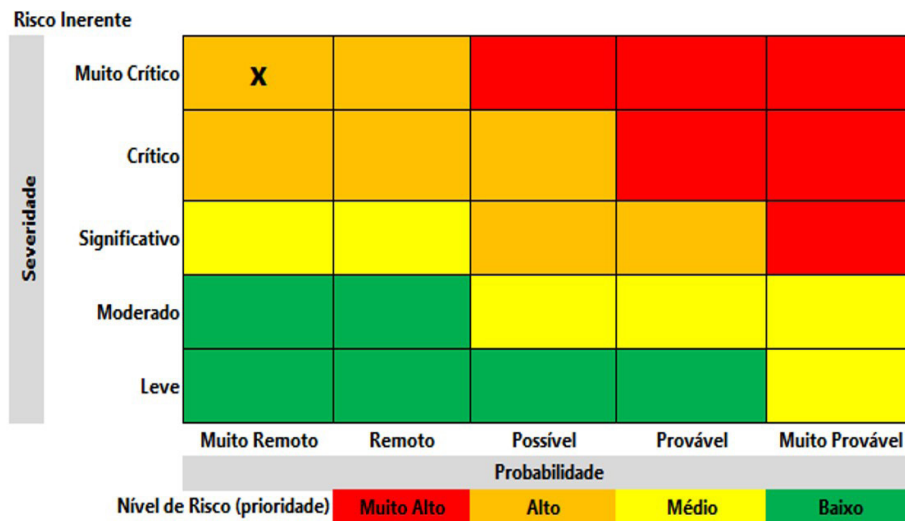 Risco Inerente
Severidade
Muito Crítico
X
Crítico
Significativo
Moderado
Leve
Muito Remoto Remoto Possível Provável Muito Provável
Probabilidade
Nível de Risco (prioridade) Muito Alto Alto Médio Baixo